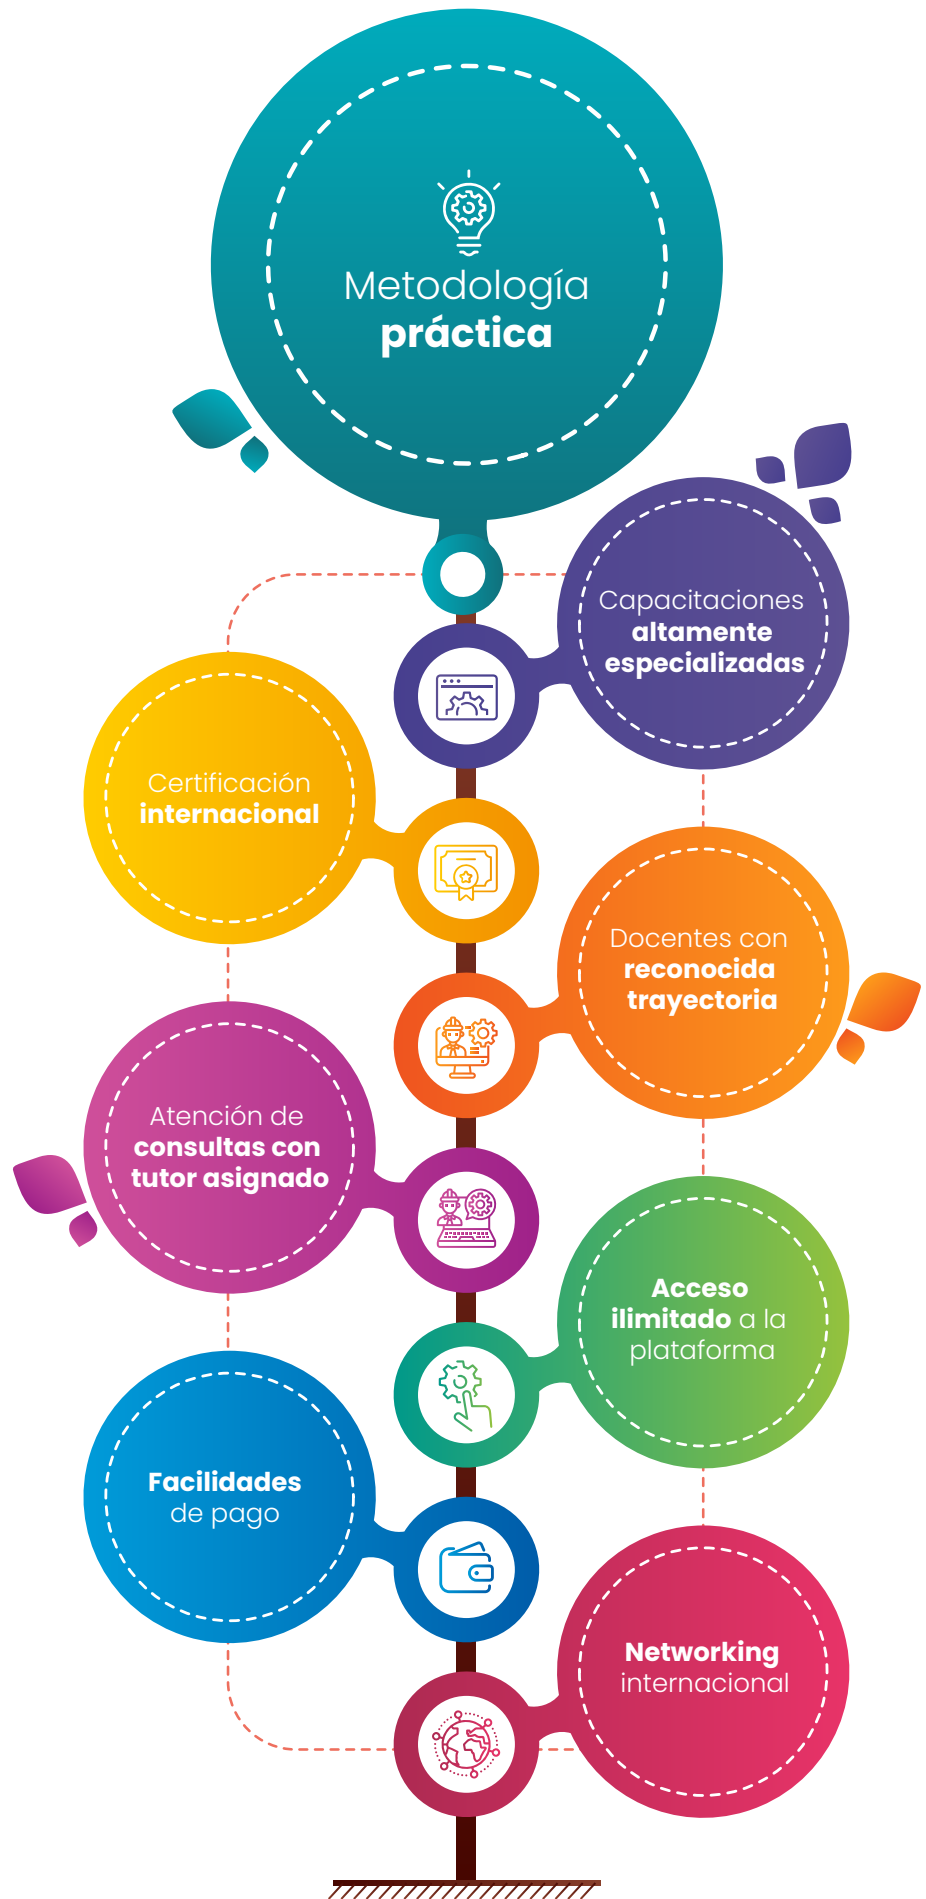 Metodología
práctica
Capacitaciones
altamente
especializadas
Certificación
internacional
Docentes con
reconocida
trayectoria
Atención de
consultas con
tutor asignado
Acceso
ilimitado a la
plataforma
Facilidades
de pago
Networking
internacional